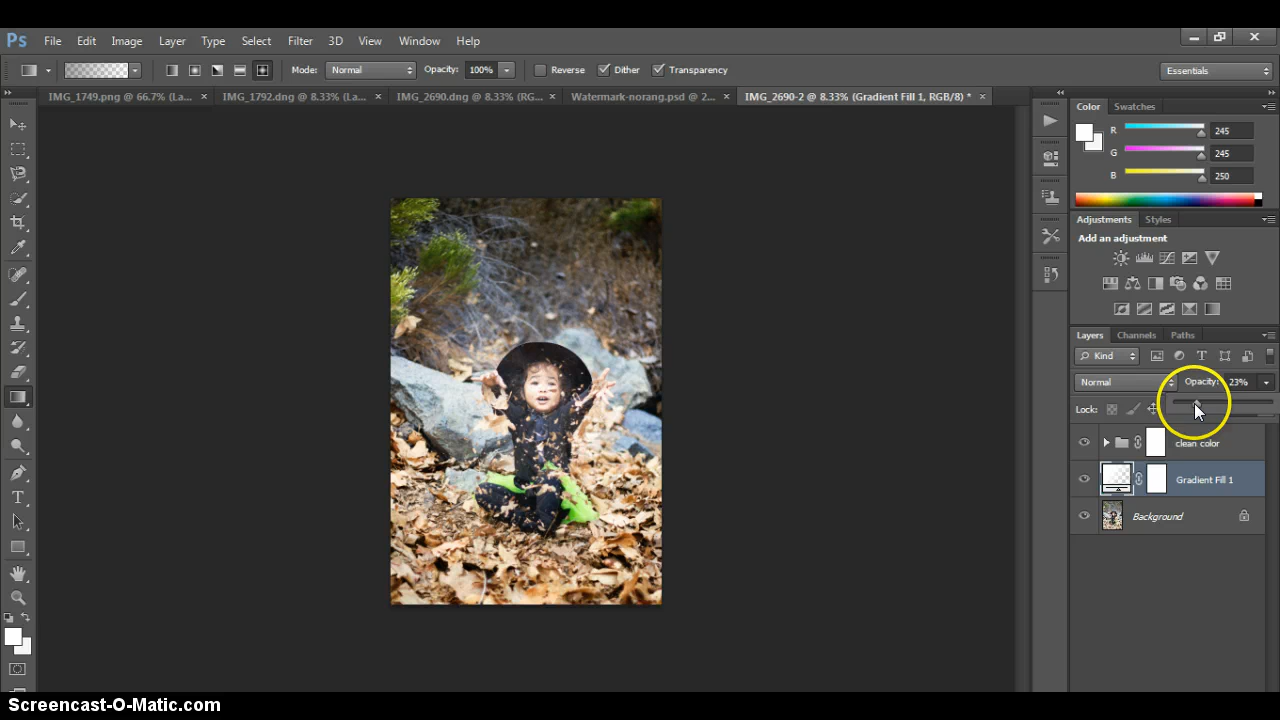 Ps File Edit Image Layer Type Select Filter 3D View Window Help
Mode: Normal Opacity: 100% Reverse Dither Transparency Essentials
IMG_1749.png @ 66.7% (La... × IMG_1792.dng @ 8.33% (La... × IMG_2690.dng @ 8.33% (RG... × Watermark-norang.psd @ 2... × IMG_2690-2 @ 8.33% (Gradient Fill 1, RGB/8) * ×
Color Swatches
R 245
G 245
B 250
Adjustments Styles
Add an adjustment
Layers Channels Paths
Kind T
Normal Opacity: 23%
Lock:
clean color
Gradient Fill 1
Background
Screencast-O-Matic.com